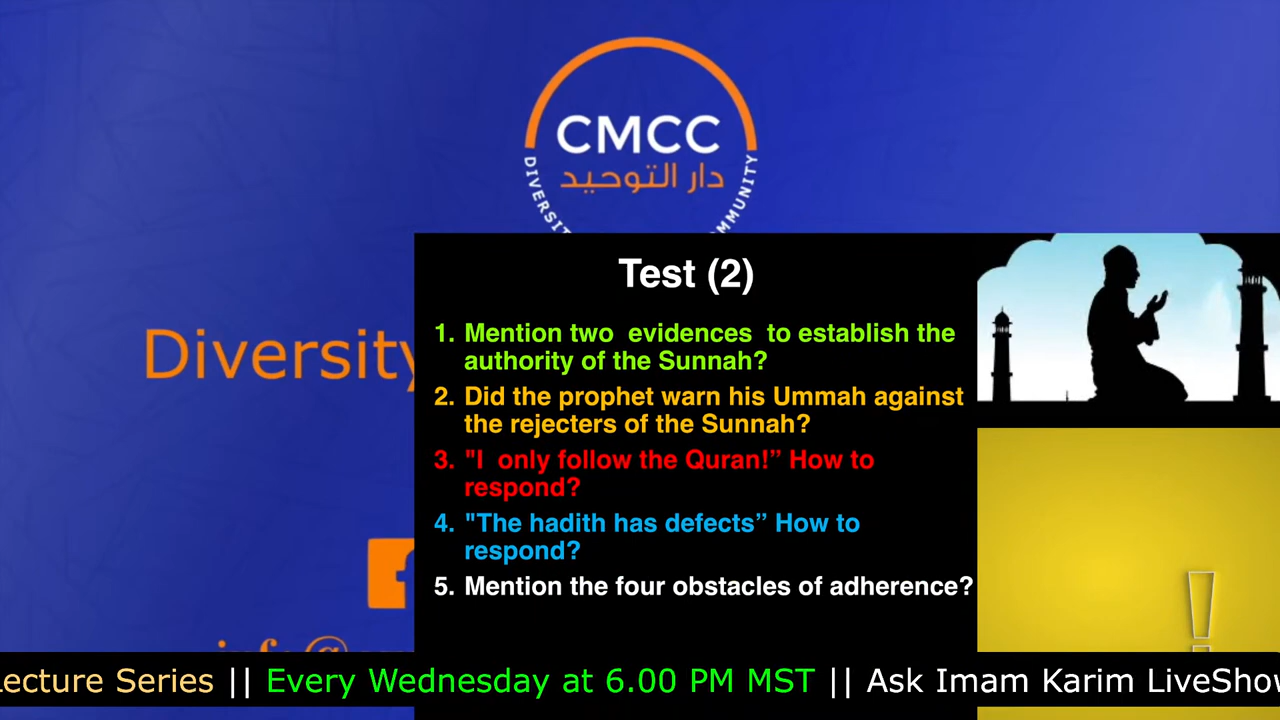 CMCC
دار التوحيد
Diversity
Test (2)
1. Mention two evidences to establish the
authority of the Sunnah?
2. Did the prophet warn his Ummah against
the rejecters of the Sunnah?
3. "I only follow the Quran!” How to
respond?
4. "The hadith has defects” How to
respond?
5. Mention the four obstacles of adherence?
!
Lecture Series || Every Wednesday at 6.00 PM MST || Ask Imam Karim LiveShow